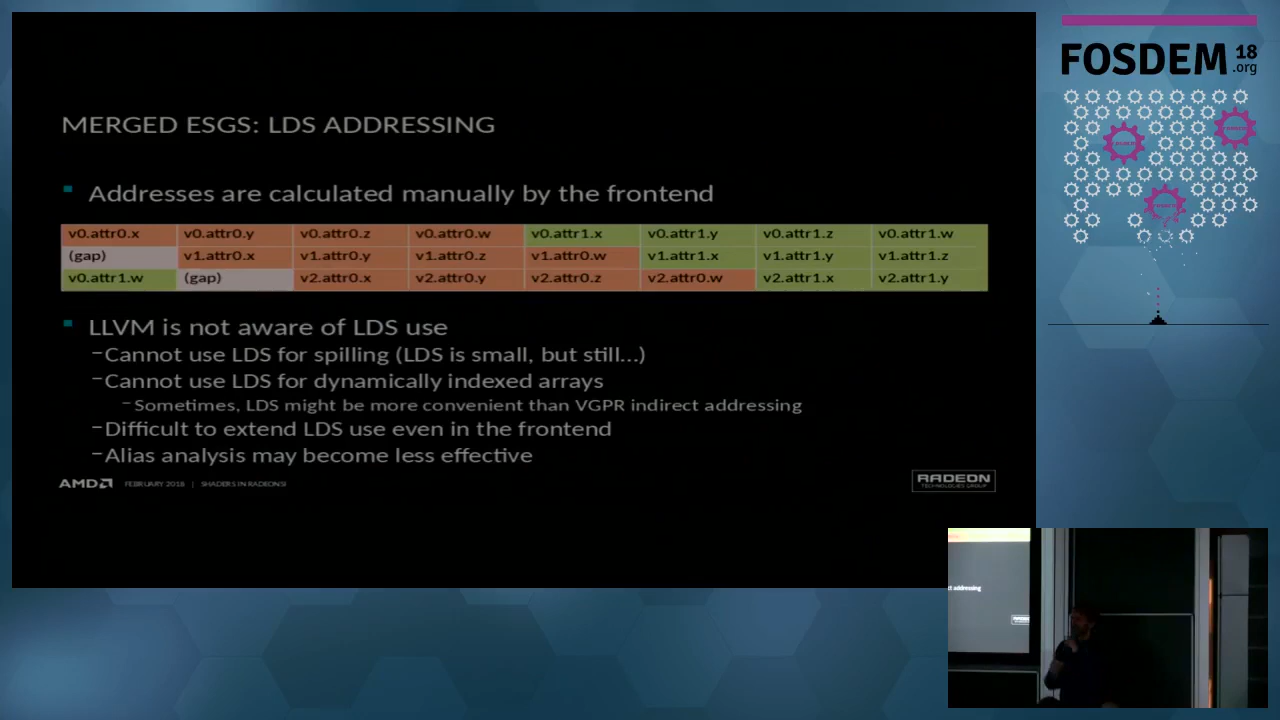 FOSDEM 18 .org
MERGED ESGS: LDS ADDRESSING
Addresses are calculated manually by the frontend
v0.attr0.x v0.attr0.y v0.attr0.z v0.attr0.w v0.attr1.x v0.attr1.y v0.attr1.z v0.attr1.w
(gap) v1.attr0.x v1.attr0.y v1.attr0.z v1.attr0.w v1.attr1.x v1.attr1.y v1.attr1.z
v0.attr1.w (gap) v2.attr0.x v2.attr0.y v2.attr0.z v2.attr0.w v2.attr1.x v2.attr1.y
LLVM is not aware of LDS use
–Cannot use LDS for spilling (LDS is small, but still...)
–Cannot use LDS for dynamically indexed arrays
–Sometimes, LDS might be more convenient than VGPR indirect addressing
–Difficult to extend LDS use even in the frontend
–Alias analysis may become less effective
AMD FEBRUARY 2018 | SHADERS IN RADEONSI
RADEON
TECHNOLOGIES GROUP
addressing